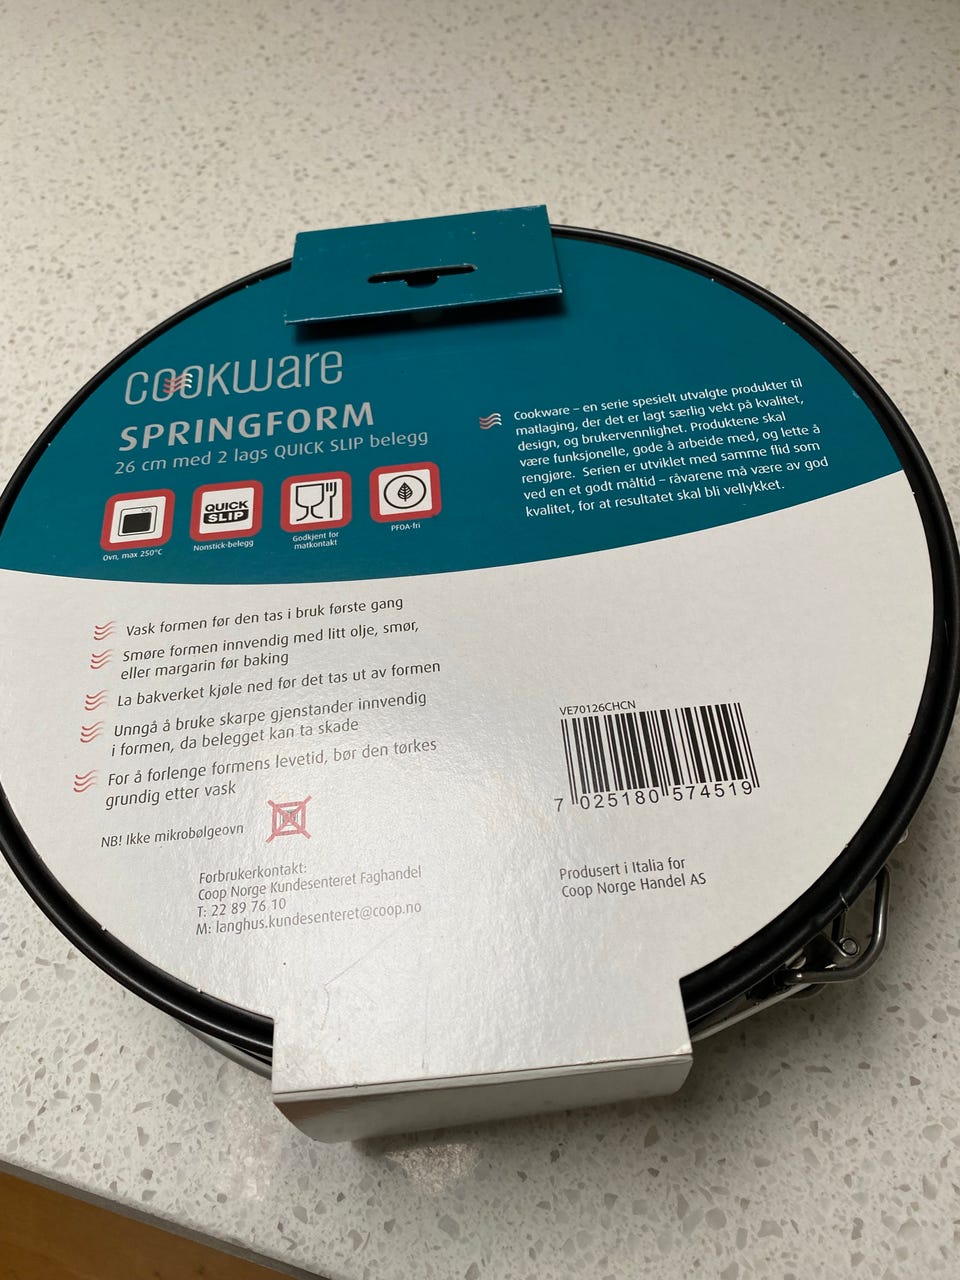 COOKWARE
SPRINGFORM
26 cm med 2 lags QUICK SLIP belegg
Ovn, max 250°C
QUICK
SLIP
Nonstick-belegg
Godkjent for
matkontakt
PFOA-fri
Cookware – en serie spesielt utvalgte produkter til
matlaging, der det er lagt særlig vekt på kvalitet,
design, og brukervennlighet. Produktene skal
være funksjonelle, gode å arbeide med, og lette å
rengjøre. Serien er utviklet med samme flid som
ved en et godt måltid – råvarene må være av god
kvalitet, for at resultatet skal bli vellykket.
Vask formen før den tas i bruk første gang
Smøre formen innvendig med litt olje, smør,
eller margarin før baking
La bakverket kjøle ned før det tas ut av formen
Unngå å bruke skarpe gjenstander innvendig
i formen, da belegget kan ta skade
For å forlenge formens levetid, bør den tørkes
grundig etter vask
NB! Ikke mikrobølgeovn
VE70126CHCN
7 025180 574519
Forbrukerkontakt:
Coop Norge Kundesenteret Faghandel
T: 22 89 76 10
M: langhus.kundesenteret@coop.no
Produsert i Italia for
Coop Norge Handel AS